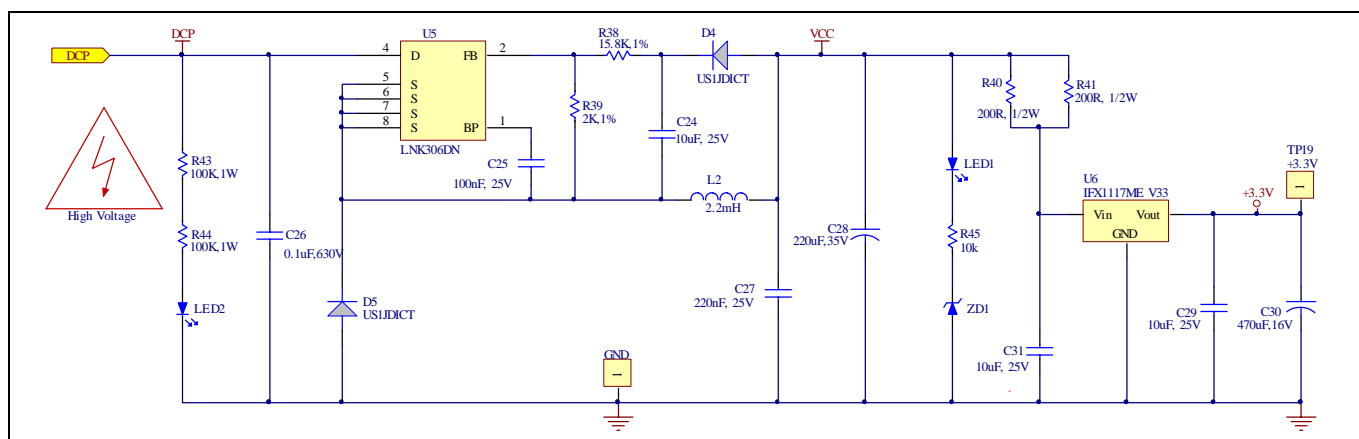 DCP
DCP
High Voltage
R43
100K,1W
R44
100K,1W
LED2
C26
0.1uF,630V
U5
4
D
FB
2
5
S
6
S
7
S
8
S
BP
1
LNK306DN
D5
US1JDICT
C25
100nF, 25V
R38
15.8K,1%
R39
2K,1%
C24
10uF, 25V
D4
US1JDICT
L2
2.2mH
VCC
C28
220uF,35V
C27
220nF, 25V
GND
1
LED1
R45
10k
ZD1
R40
200R, 1/2W
R41
200R, 1/2W
C31
10uF, 25V
U6
IFX1117ME V33
Vin
Vout
GND
+3.3V
TP19
+3.3V
1
C29
10uF, 25V
C30
470uF,16V